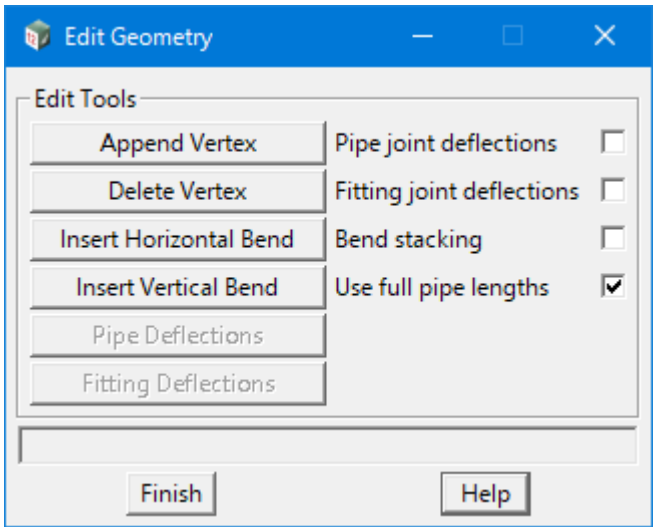 Edit Geometry
Edit Tools
Append Vertex Pipe joint deflections
Delete Vertex Fitting joint deflections
Insert Horizontal Bend Bend stacking
Insert Vertical Bend Use full pipe lengths
Pipe Deflections
Fitting Deflections
Finish Help